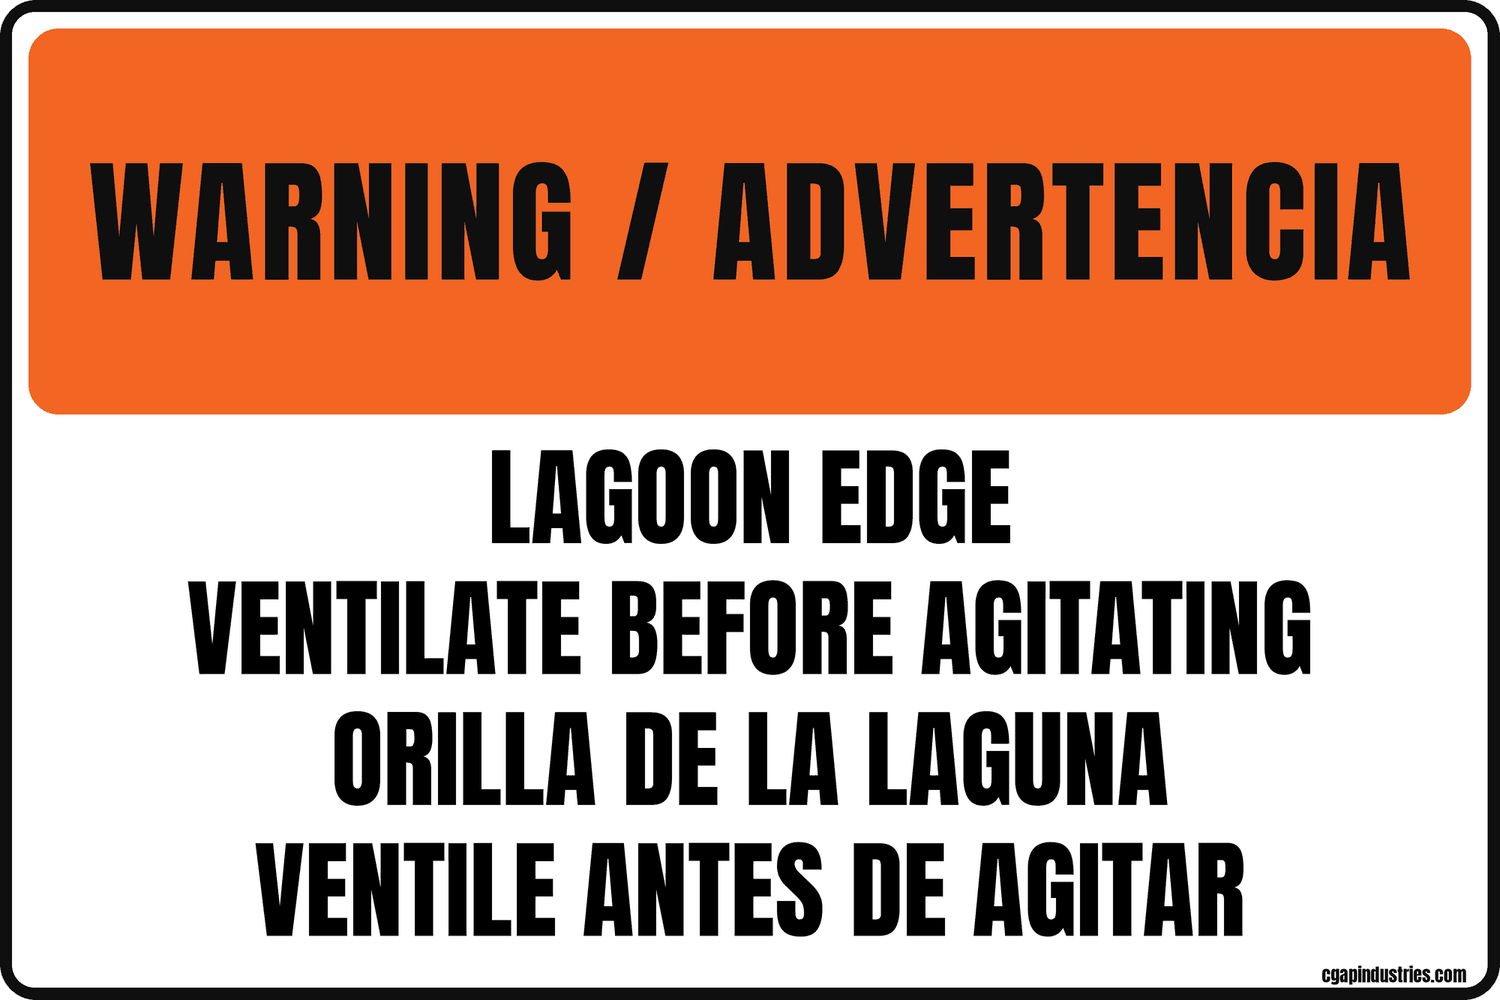 WARNING / ADVERTENCIA
LAGOON EDGE
VENTILATE BEFORE AGITATING
ORILLA DE LA LAGUNA
VENTILE ANTES DE AGITAR
cgapindustries.com